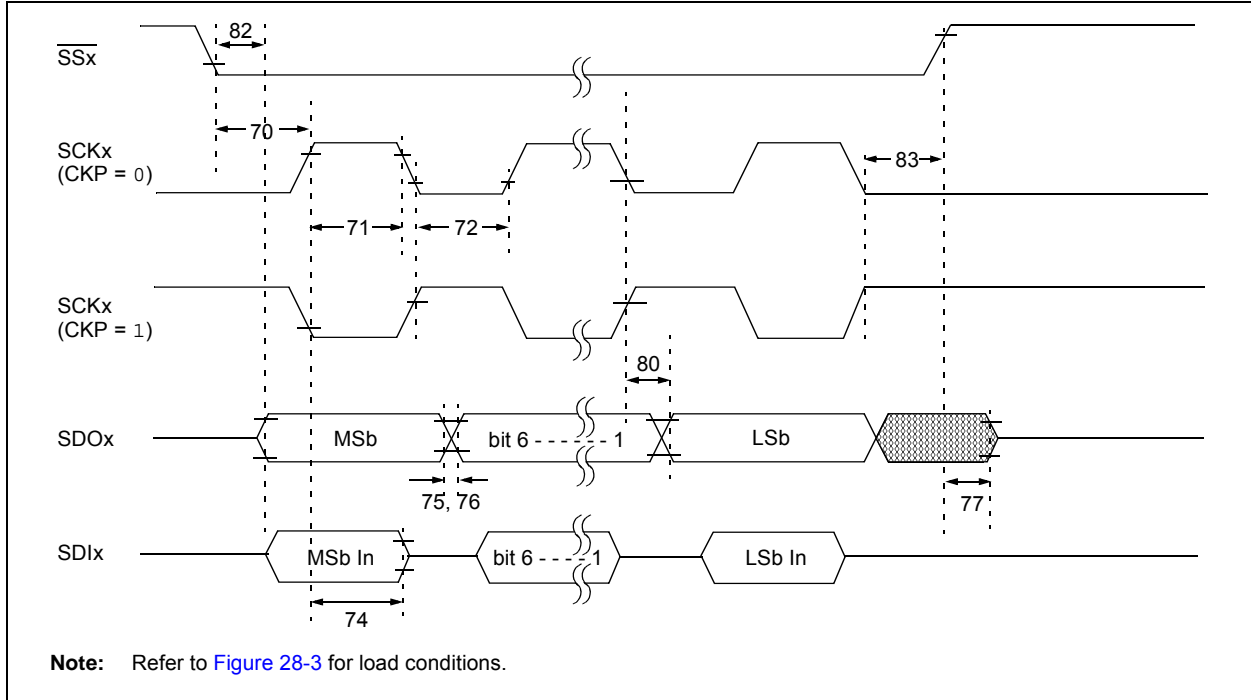 82
SSx
70
SCKx
(CKP = 0)
83
71
72
SCKx
(CKP = 1)
80
SDOx
MSb
bit 6 - - - - - - 1
LSb
75, 76
77
SDIx
MSb In
bit 6 - - - - 1
LSb In
74
Note: Refer to Figure 28-3 for load conditions.